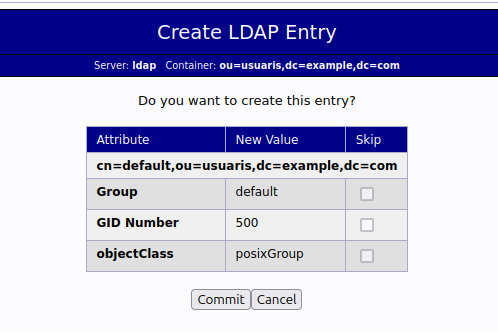 Create LDAP Entry
Server: ldap Container: ou=usuaris,dc=example,dc=com
Do you want to create this entry?
Attribute New Value Skip
cn=default,ou=usuaris,dc=example,dc=com
Group default
GID Number 500
objectClass posixGroup
Commit Cancel